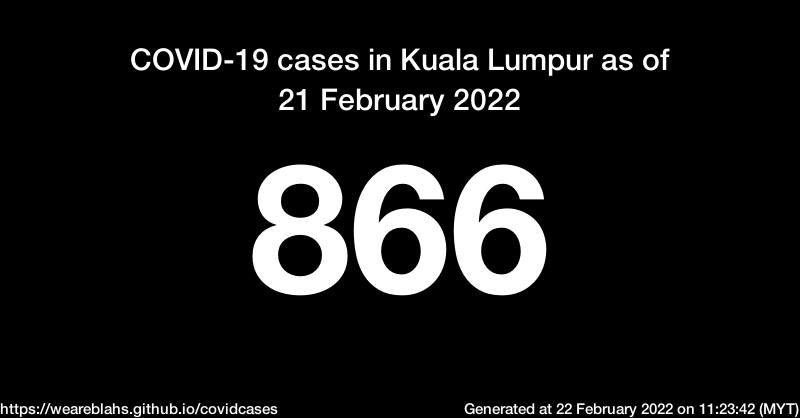 COVID-19 cases in Kuala Lumpur as of
21 February 2022
866
https://weareblahs.github.io/covidcases
Generated at 22 February 2022 on 11:23:42 (MYT)